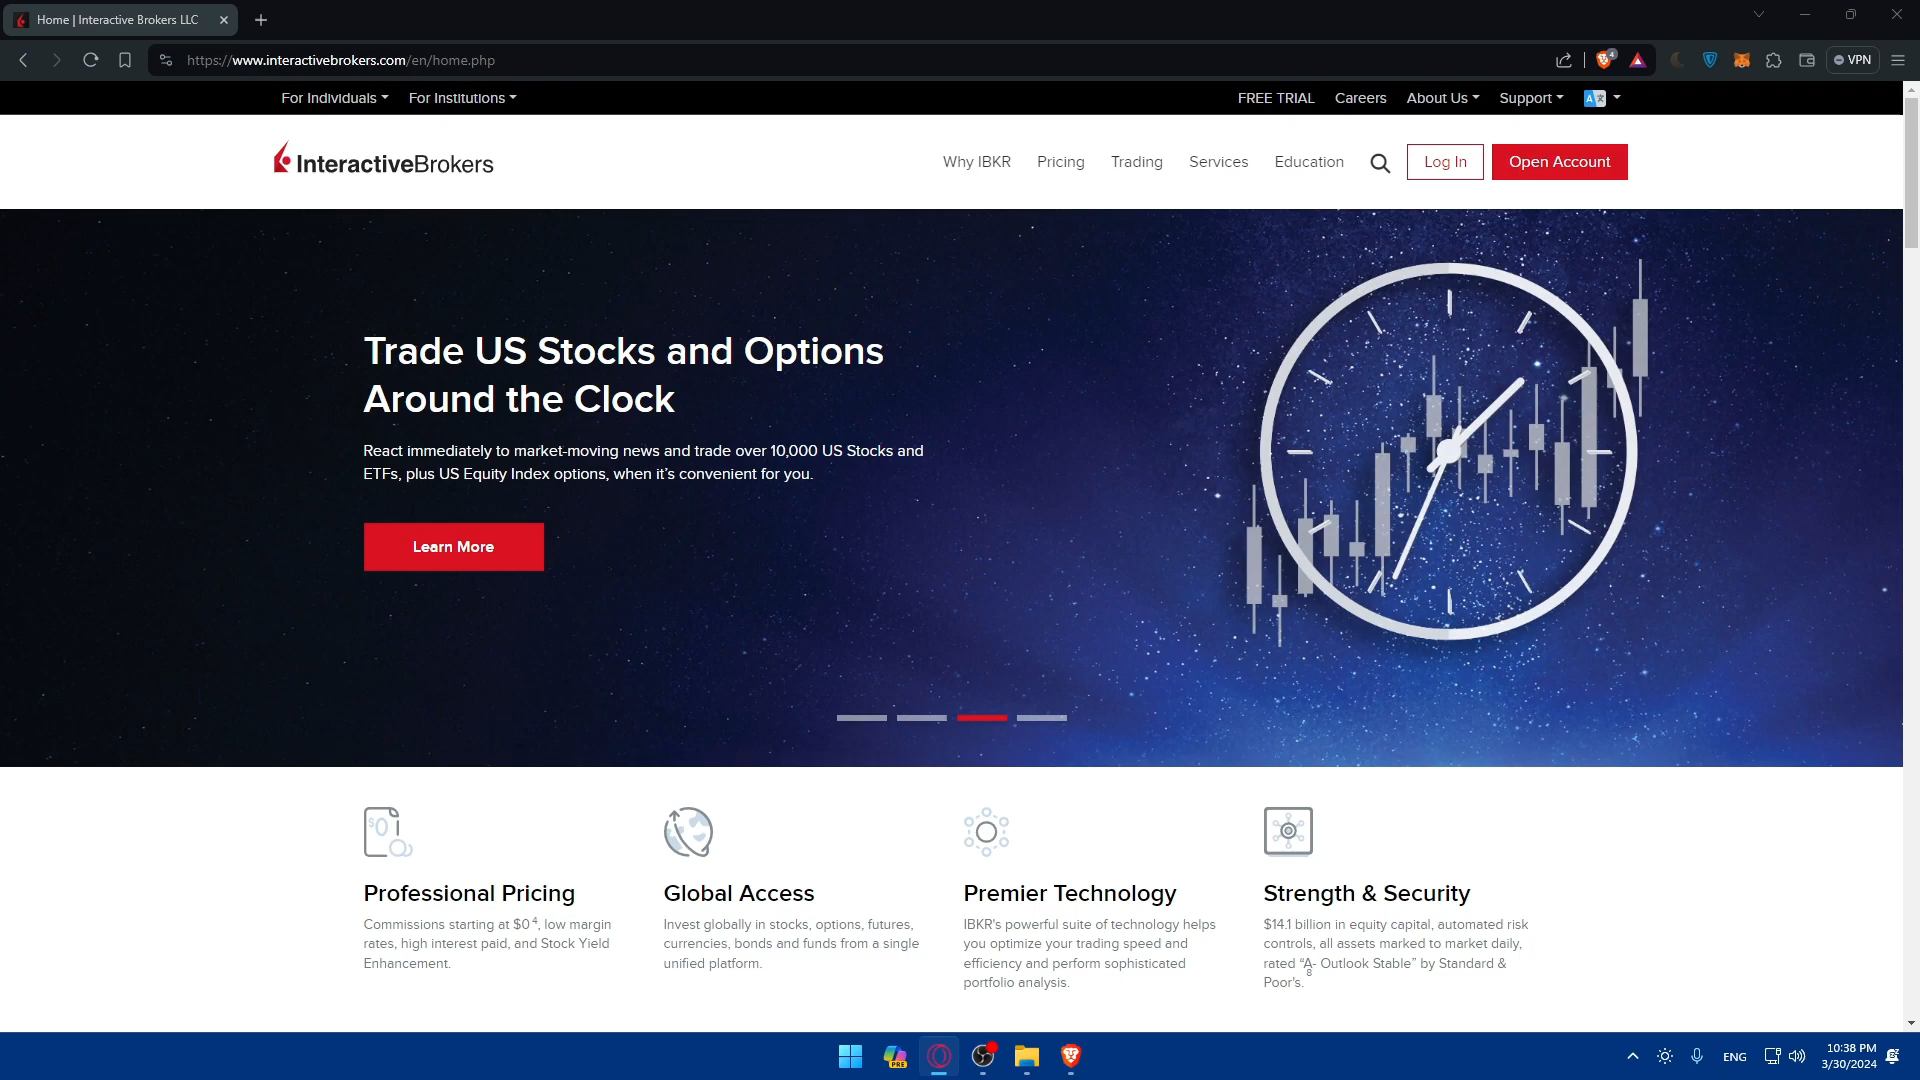 Home | Interactive Brokers LLC
https://www.interactivebrokers.com/en/home.php
4
VPN
For Individuals
For Institutions
FREE TRIAL
Careers
About Us
Support
InteractiveBrokers
Why IBKR
Pricing
Trading
Services
Education
Log In
Open Account
Trade US Stocks and Options
Around the Clock
React immediately to market-moving news and trade over 10,000 US Stocks and
ETFs, plus US Equity Index options, when it's convenient for you.
Learn More
Professional Pricing
Commissions starting at $0 4, low margin
rates, high interest paid, and Stock Yield
Enhancement.
Global Access
Invest globally in stocks, options, futures,
currencies, bonds and funds from a single
unified platform.
Premier Technology
IBKR's powerful suite of technology helps
you optimize your trading speed and
efficiency and perform sophisticated
portfolio analysis.
Strength & Security
$14.1 billion in equity capital, automated risk
controls, all assets marked to market daily,
rated “A- Outlook Stable” by Standard &
Poor's.
PRE
ENG
10:38 PM
3/30/2024